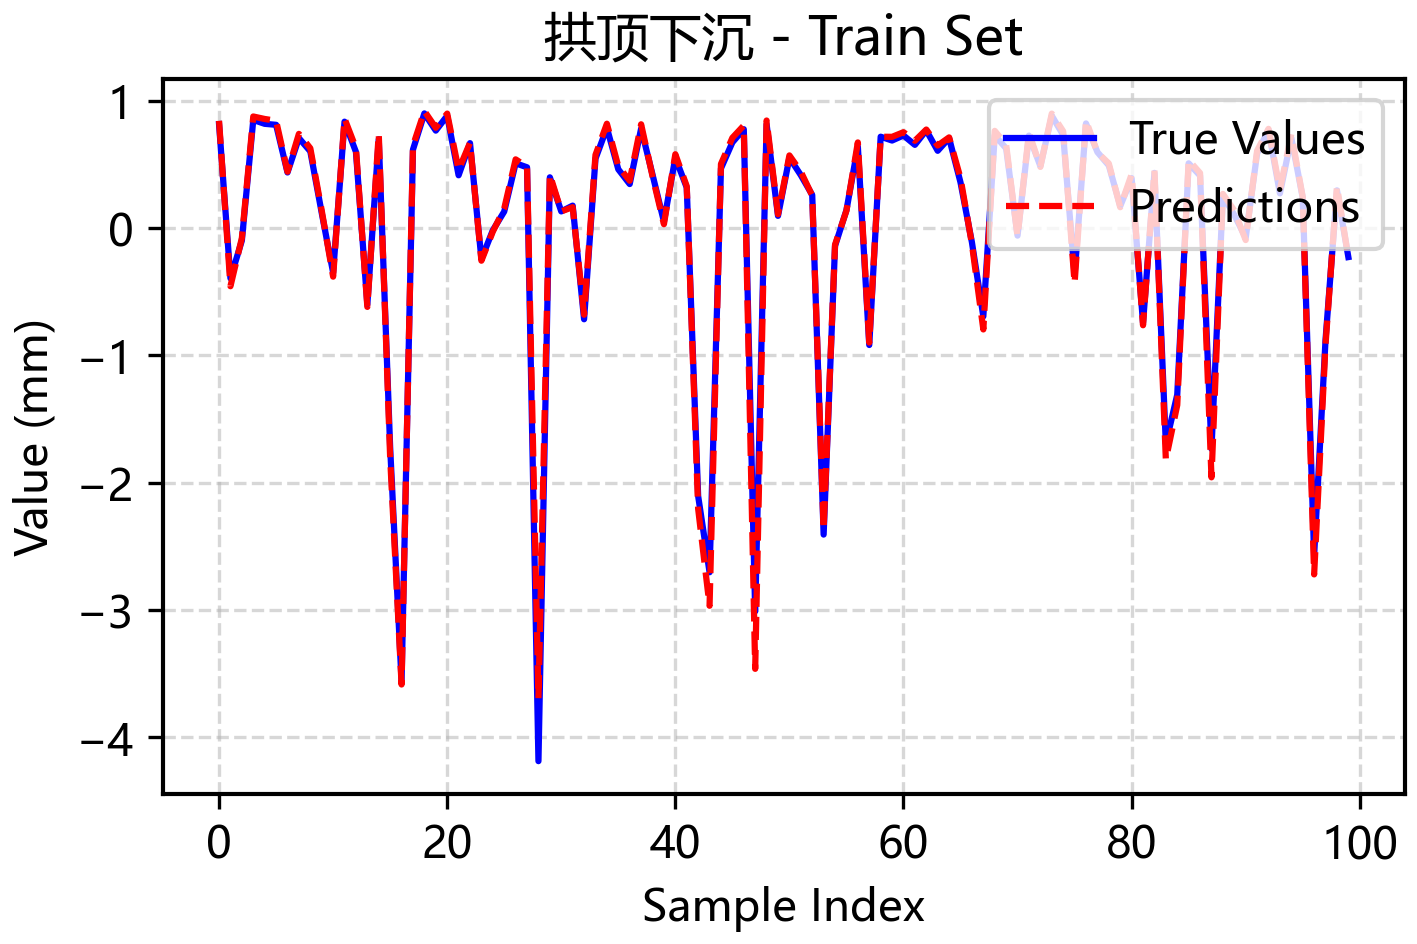 拱顶下沉 - Train Set
True Values
Predictions
Value (mm)
1
0
−1
−2
−3
−4
0 20 40 60 80 100
Sample Index